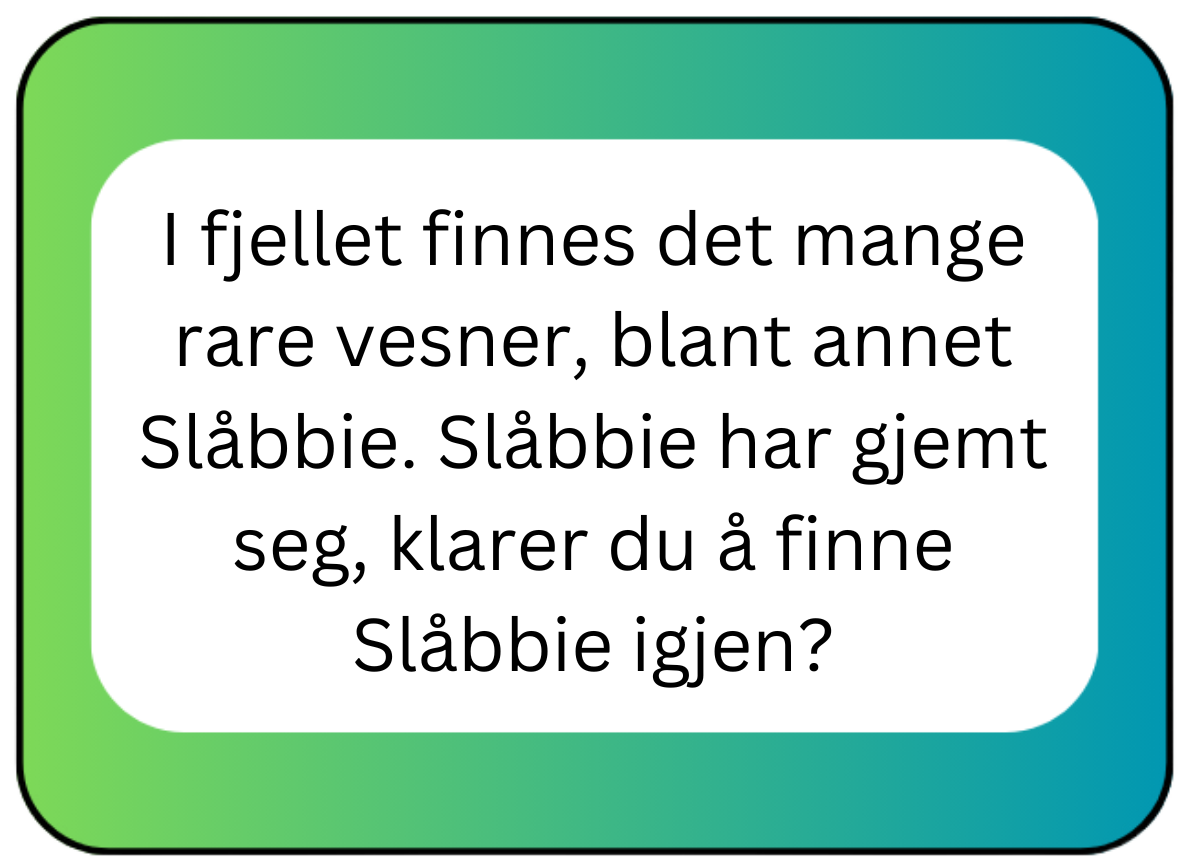 I fjellet finnes det mange
rare vesner, blant annet
Slåbbie. Slåbbie har gjemt
seg, klarer du å finne
Slåbbie igjen?